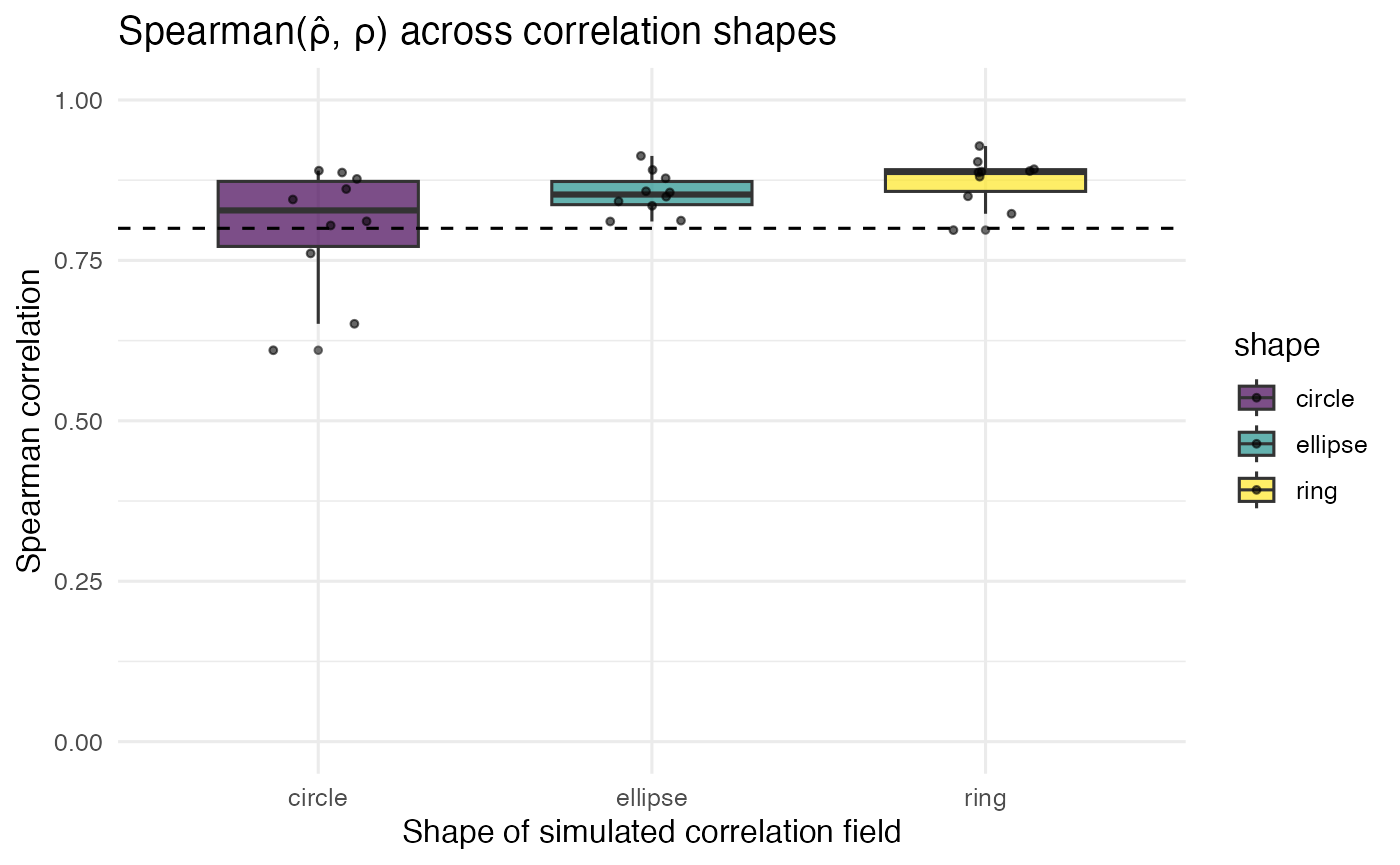 Spearman(ρ̂, ρ) across correlation shapes
Spearman correlation
1.00
0.75
0.50
0.25
0.00
circle
ellipse
ring
Shape of simulated correlation field
shape
circle
ellipse
ring